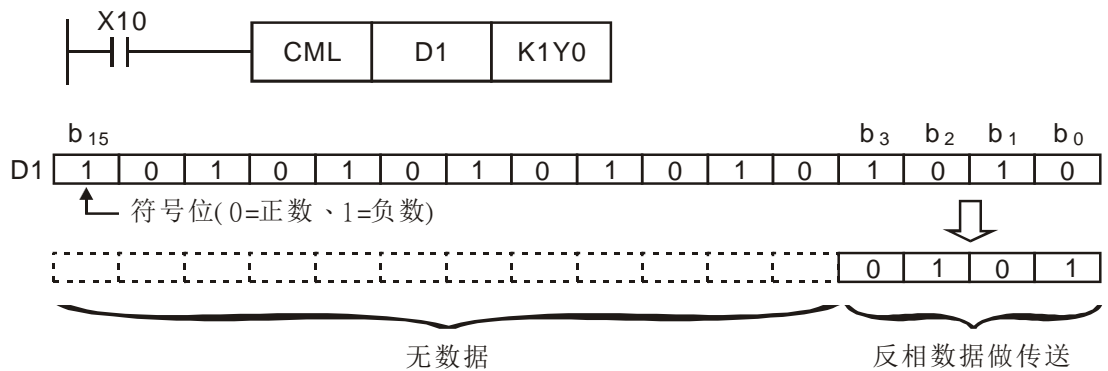 X10
CML D1 K1Y0
b15 b3 b2 b1 b0
D1 1 0 1 0 1 0 1 0 1 0 1 0 1 0 1 0
符号位(0=正数、1=负数)
0 1 0 1
无数据 反相数据做传送